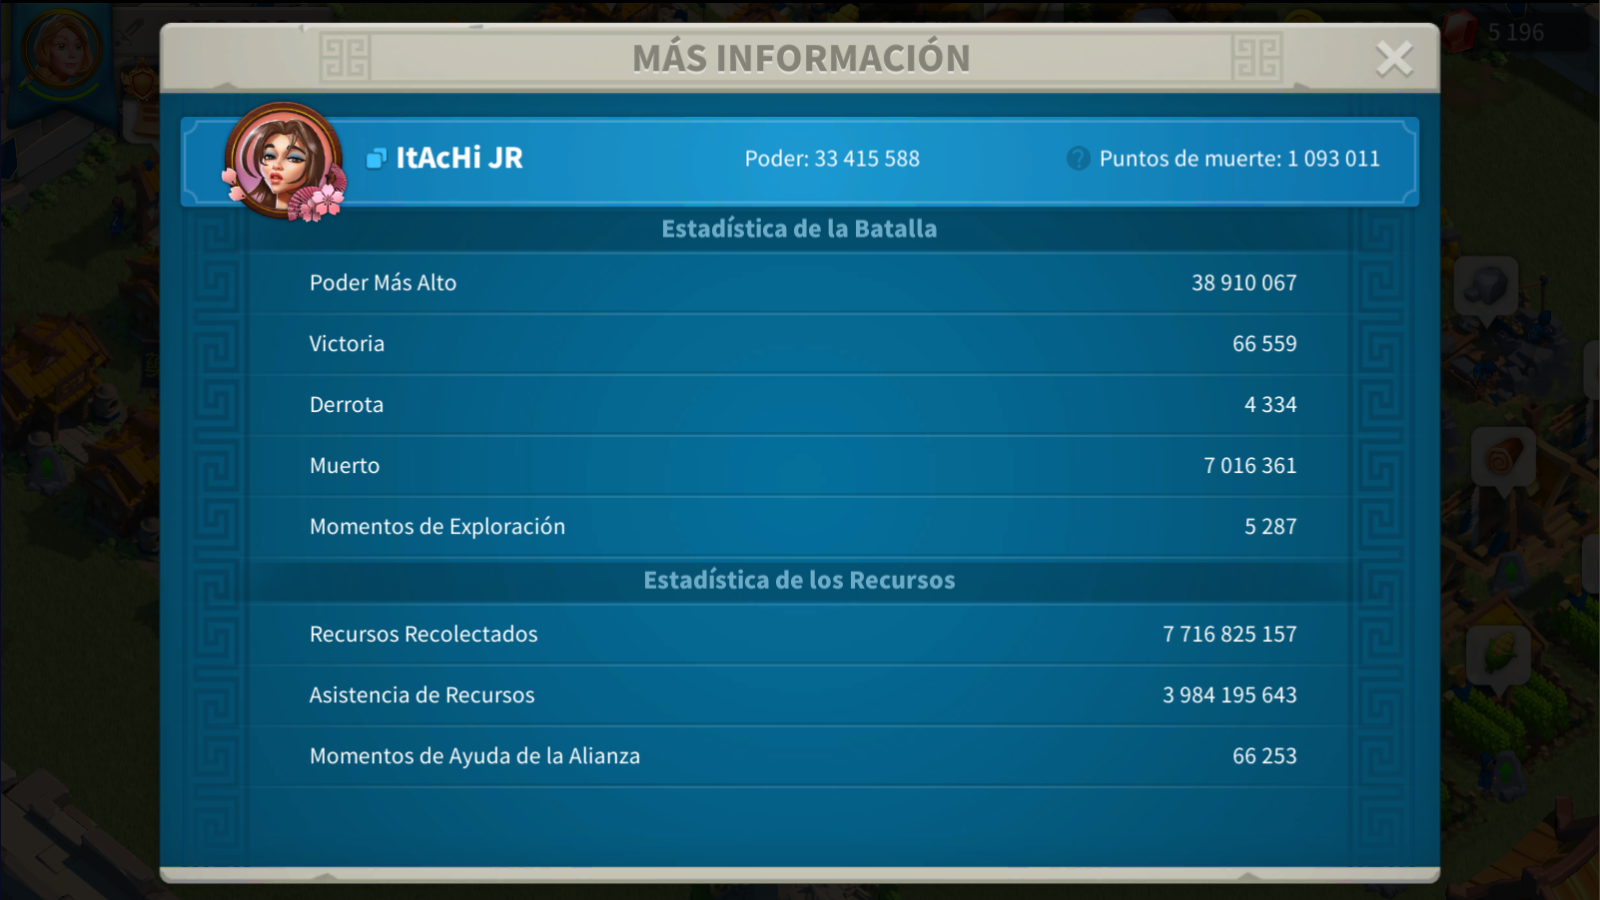 5 196
MÁS INFORMACIÓN
ItAcHi JR
Poder: 33 415 588
? Puntos de muerte: 1 093 011
Estadística de la Batalla
Poder Más Alto 38 910 067
Victoria 66 559
Derrota 4 334
Muerto 7 016 361
Momentos de Exploración 5 287
Estadística de los Recursos
Recursos Recolectados 7 716 825 157
Asistencia de Recursos 3 984 195 643
Momentos de Ayuda de la Alianza 66 253